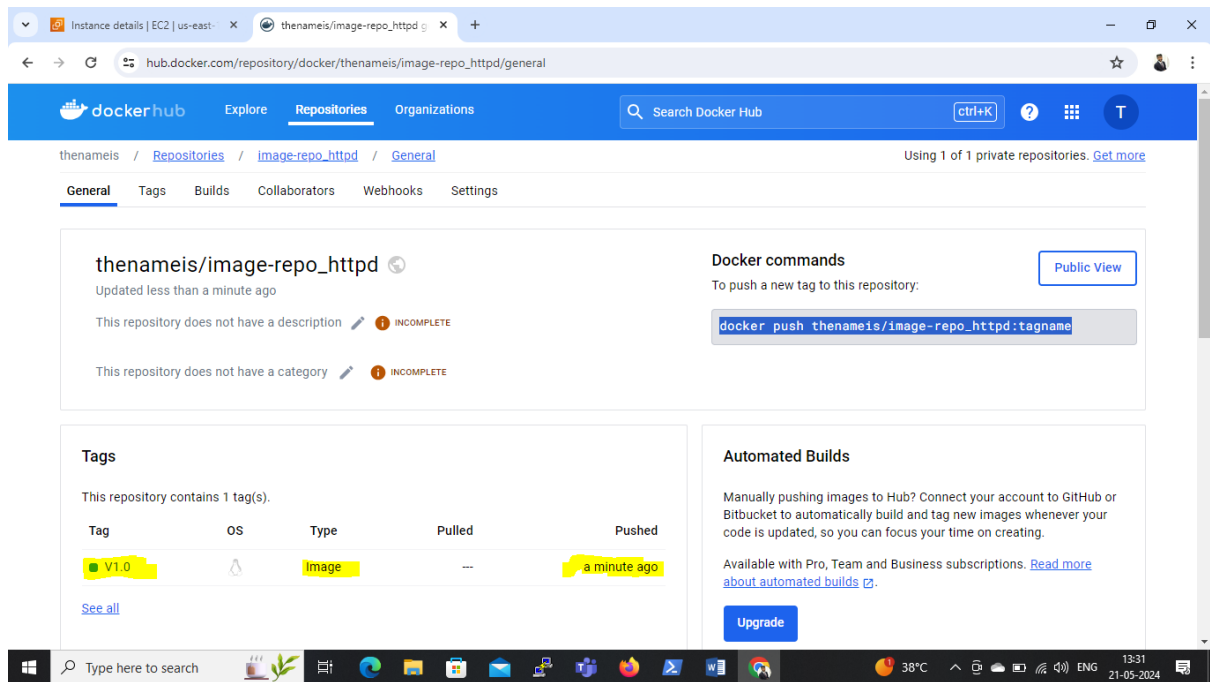 Instance details | EC2 | us-east-
thenameis/image-repo_httpd g
hub.docker.com/repository/docker/thenameis/image-repo_httpd/general
dockerhub Explore Repositories Organizations Search Docker Hub ctrl+K ? T
thenameis / Repositories / image-repo_httpd / General Using 1 of 1 private repositories. Get more
General Tags Builds Collaborators Webhooks Settings
thenameis/image-repo_httpd
Updated less than a minute ago
This repository does not have a description INCOMPLETE
This repository does not have a category INCOMPLETE
Docker commands
To push a new tag to this repository:
Public View
docker push thenameis/image-repo_httpd:tagname
Tags
This repository contains 1 tag(s).
Tag OS Type Pulled Pushed
V1.0 Image --- a minute ago
See all
Automated Builds
Manually pushing images to Hub? Connect your account to GitHub or
Bitbucket to automatically build and tag new images whenever your
code is updated, so you can focus your time on creating.
Available with Pro, Team and Business subscriptions. Read more
about automated builds.
Upgrade
Type here to search 38°C ENG 13:31
21-05-2024